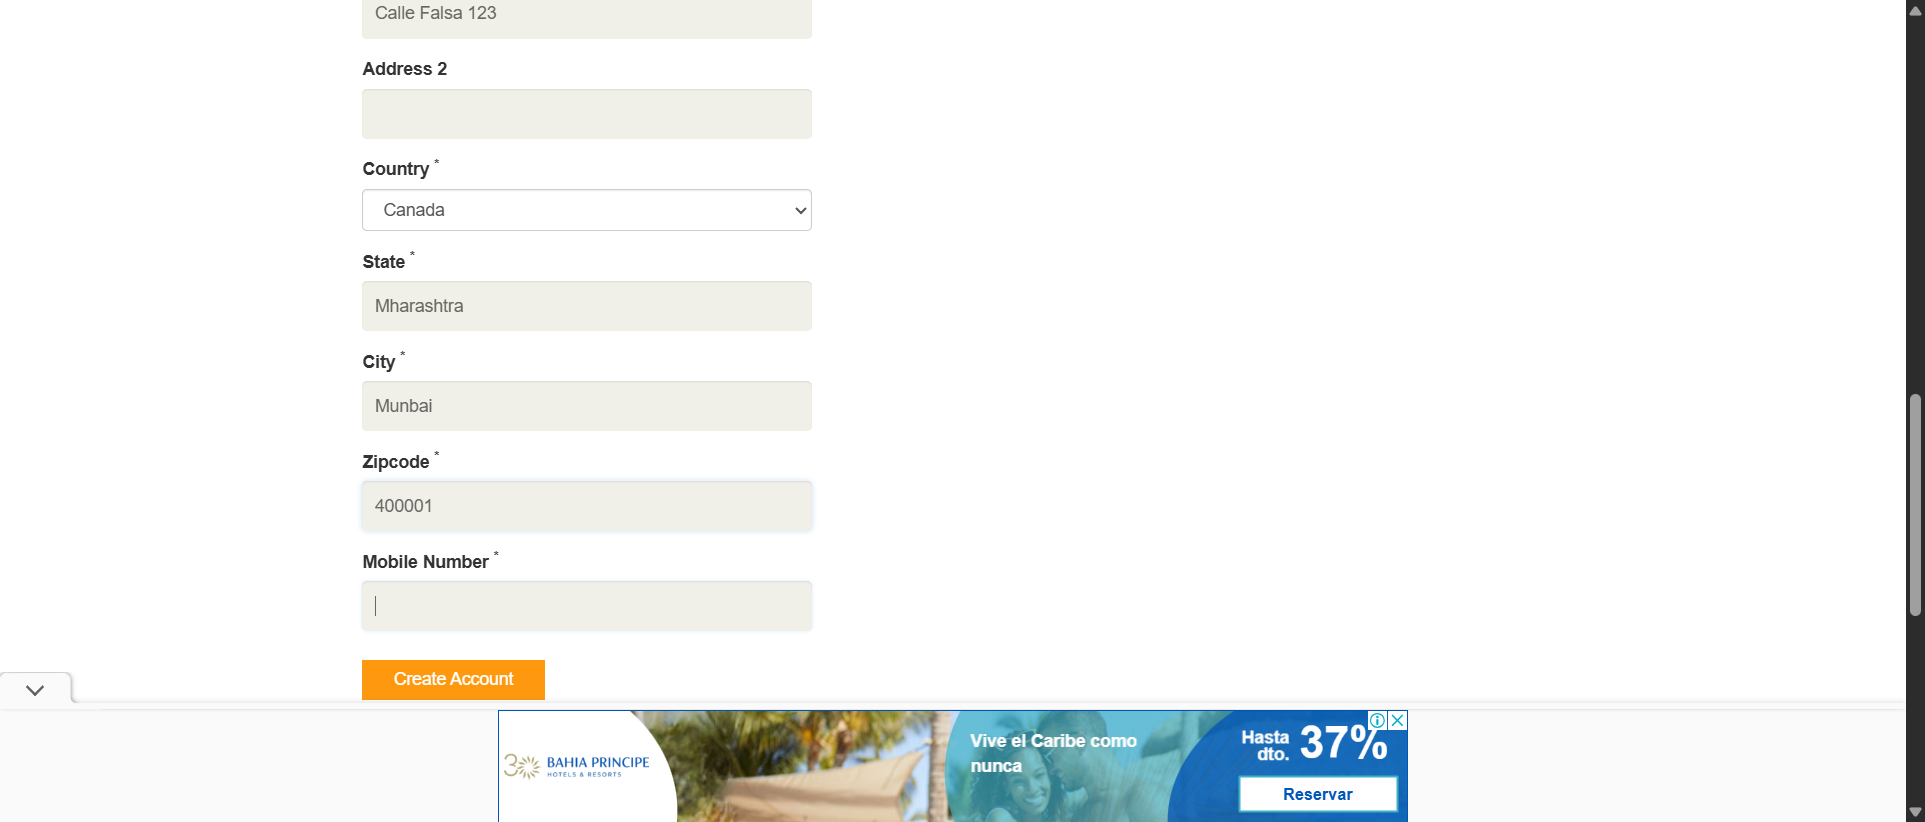 Calle Falsa 123
Address 2
Country *
Canada
State *
Mharashtra
City *
Munbai
Zipcode *
400001
Mobile Number *
Create Account
30 BAHIA PRINCIPE
HOTELS & RESORTS
Vive el Caribe como
nunca
Hasta
dto. 37%
Reservar